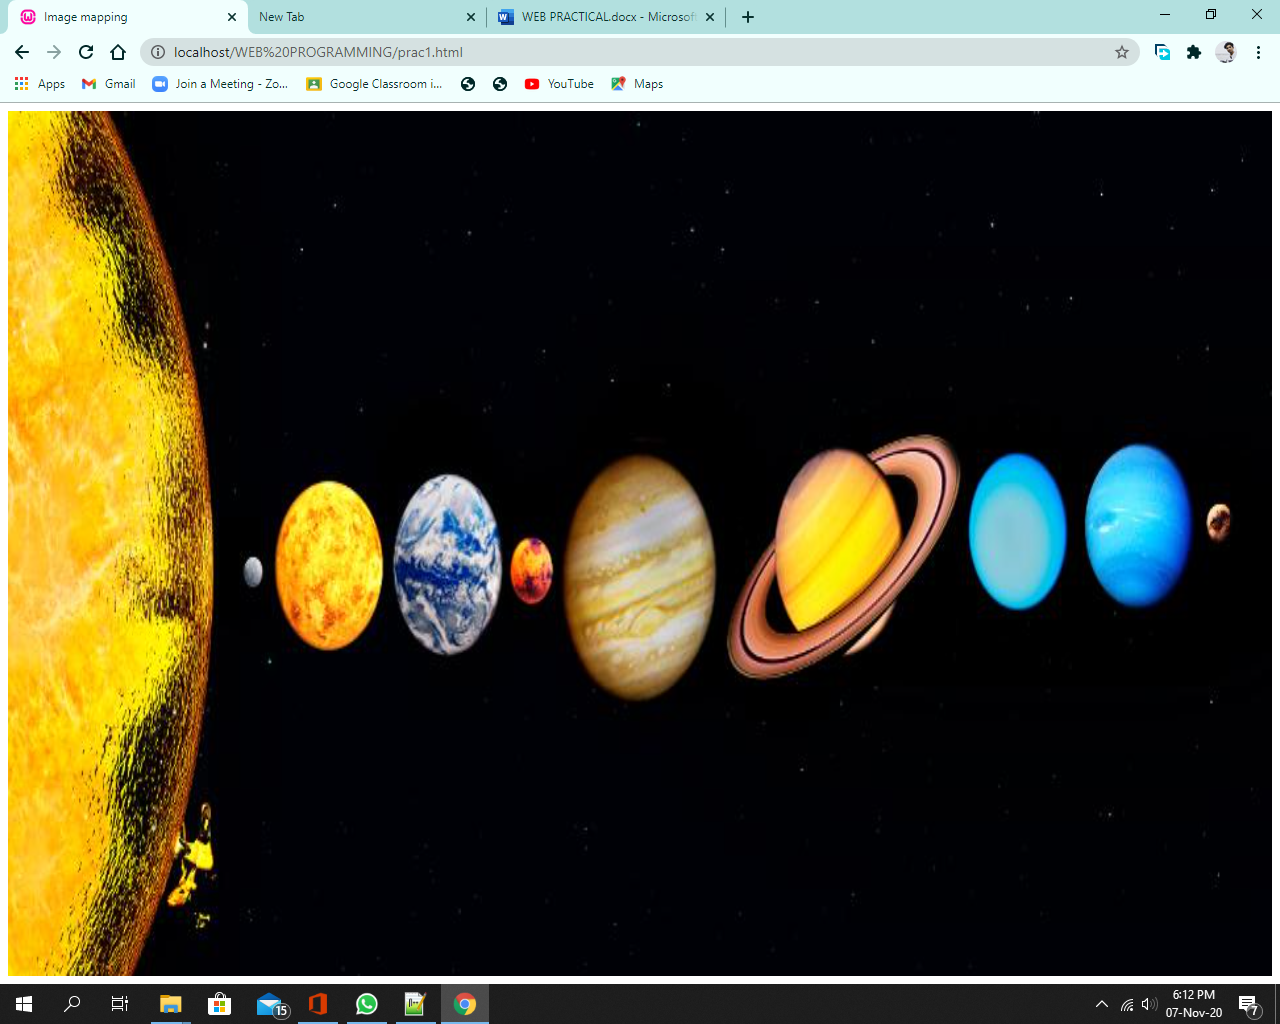 Image mapping
New Tab
WEB PRACTICAL.docx - Microsoft
localhost/WEB%20PROGRAMMING/prac1.html
Apps
Gmail
Join a Meeting - Zo...
Google Classroom i...
YouTube
Maps
15
6:12 PM
07-Nov-20
7